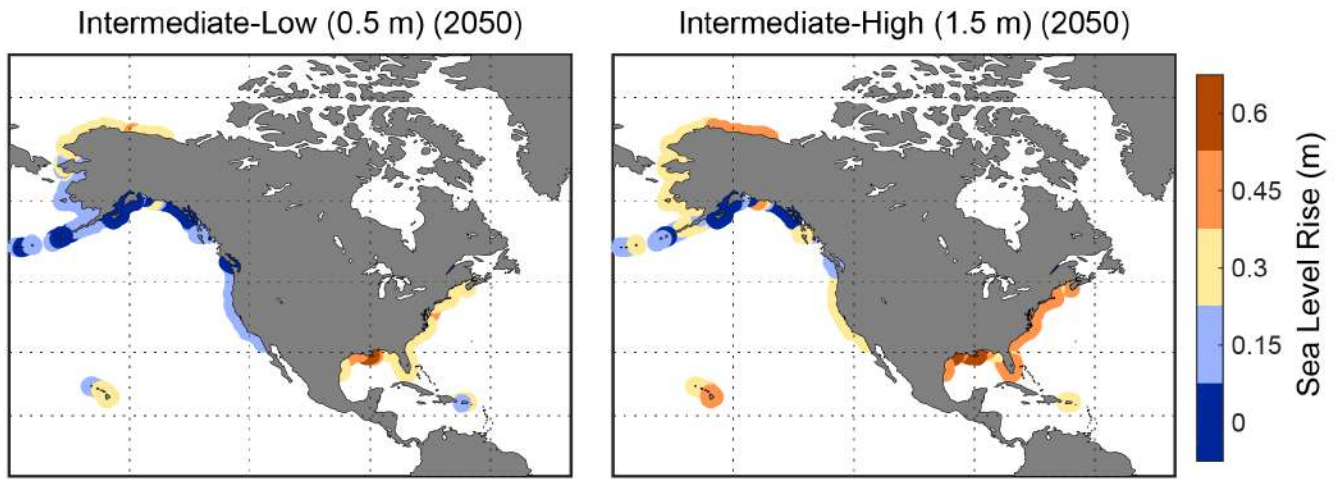 Intermediate-Low (0.5 m) (2050)
Intermediate-High (1.5 m) (2050)
0.6
0.45
0.3
0.15
0
Sea Level Rise (m)